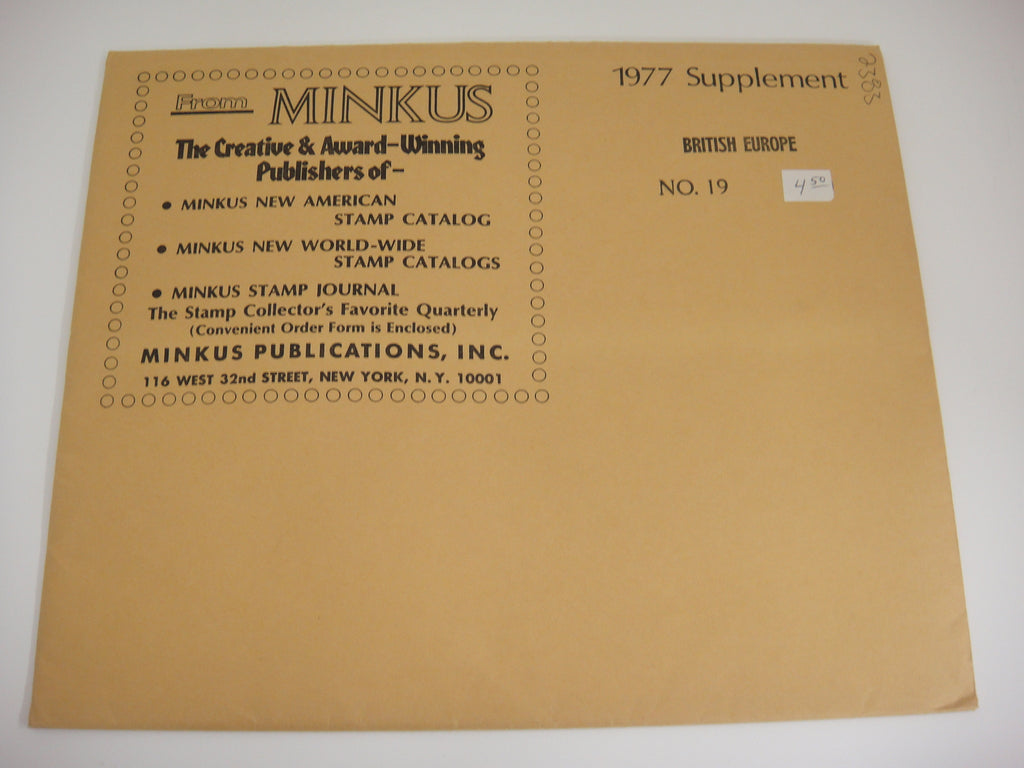 From MINKUS
The Creative & Award-Winning
Publishers of-
• MINKUS NEW AMERICAN
STAMP CATALOG
• MINKUS NEW WORLD-WIDE
STAMP CATALOGS
• MINKUS STAMP JOURNAL
The Stamp Collector's Favorite Quarterly
(Convenient Order Form is Enclosed)
MINKUS PUBLICATIONS, INC.
116 WEST 32nd STREET, NEW YORK, N.Y. 10001
1977 Supplement
BRITISH EUROPE
NO. 19
4 50